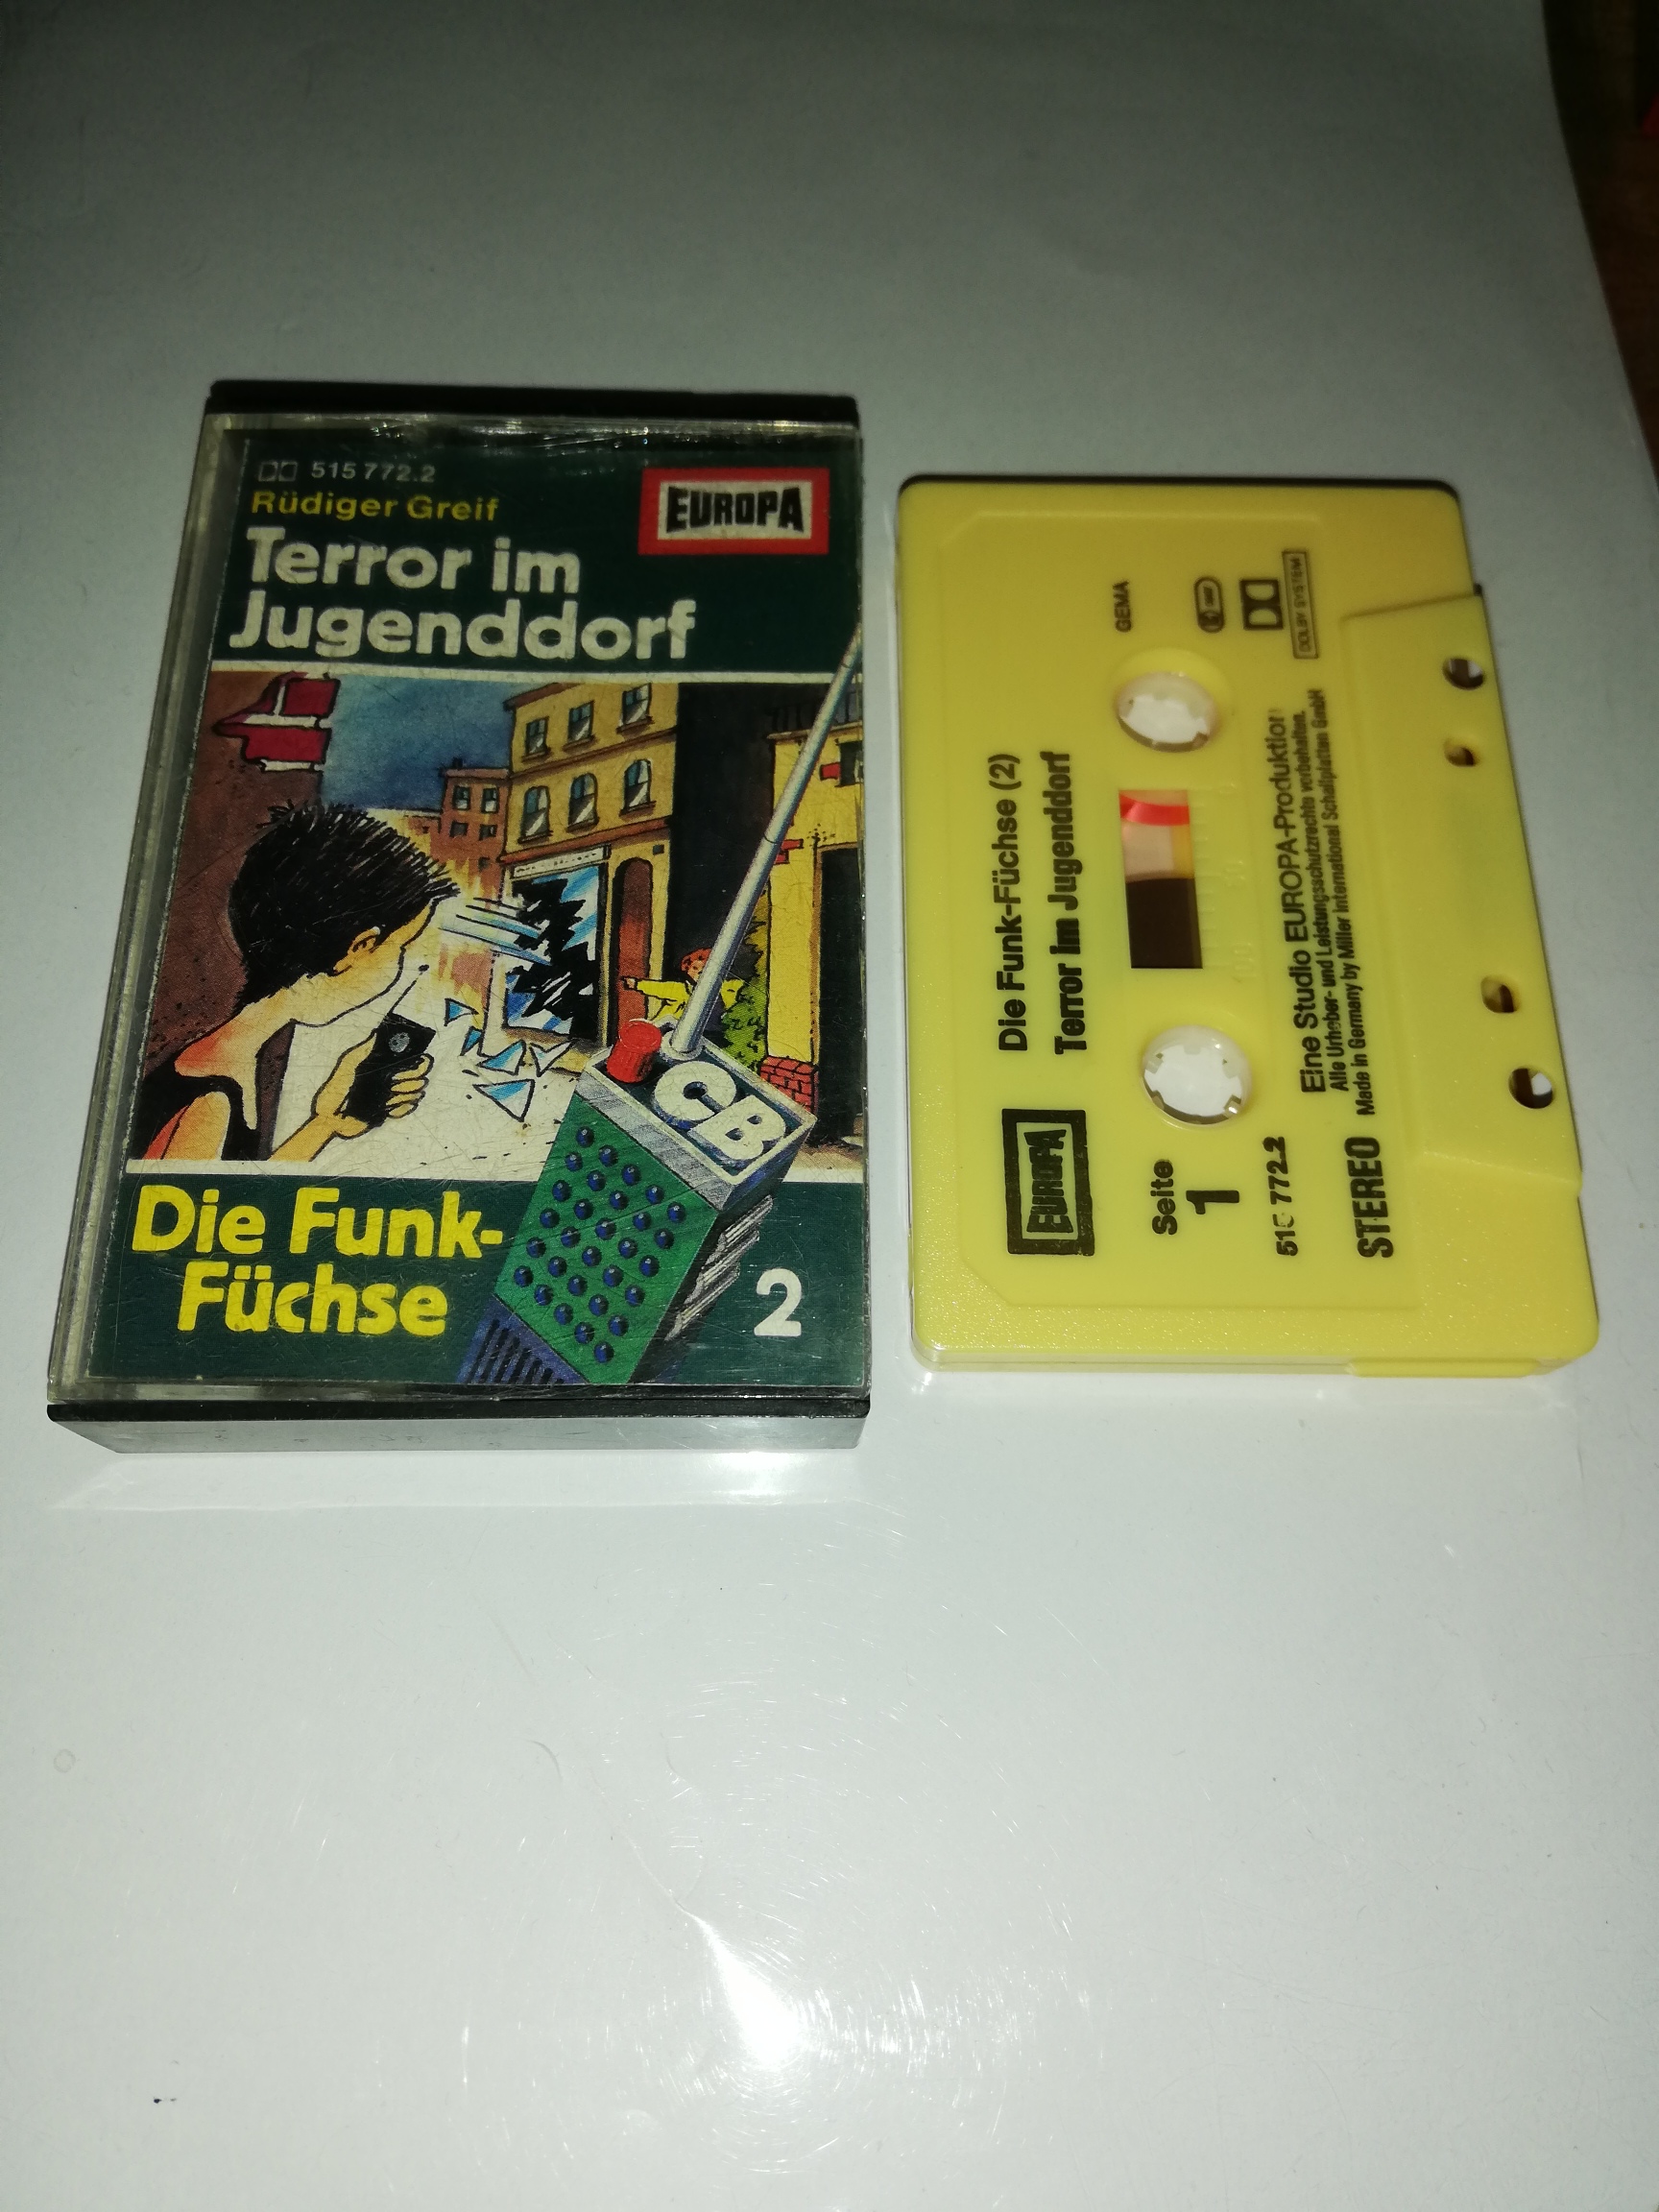 515 772.2
Rüdiger Greif
EUROPA
Terror im
Jugenddorf
CB
Die Funk-
Füchse
2
EUROPA
Die Funk-Füchse (2)
Terror im Jugenddorf
GEMA
Seite
1
DOLBY SYSTEM
515 772.2
Eine Studio EUROPA-Produktion
Alle Urheber- und Leistungsschutzrechte vorbehalten.
STEREO
Made in Germany by Miller International Schallplatten GmbH